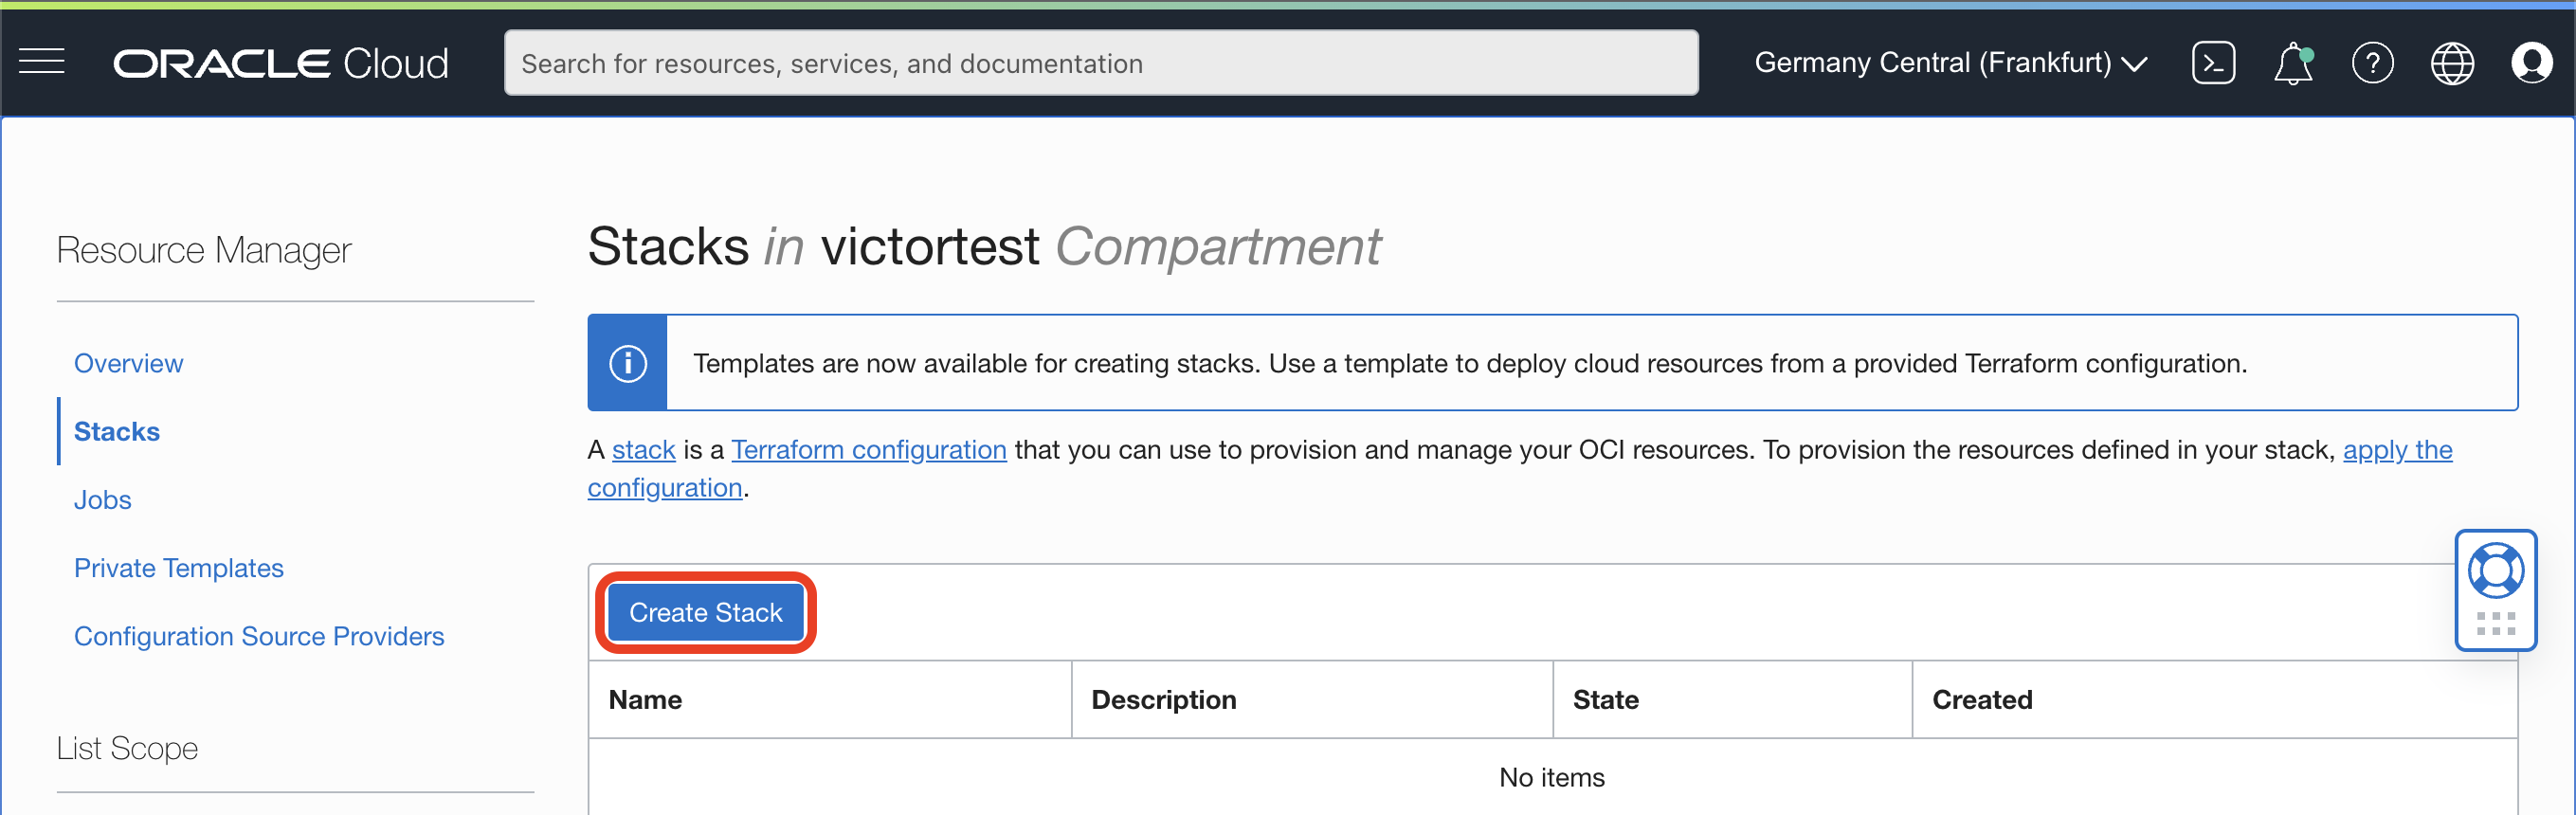 ORACLE Cloud
Search for resources, services, and documentation
Germany Central (Frankfurt)
Resource Manager
Overview
Stacks
Jobs
Private Templates
Configuration Source Providers
List Scope
Stacks in victortest Compartment
Templates are now available for creating stacks. Use a template to deploy cloud resources from a provided Terraform configuration.
A stack is a Terraform configuration that you can use to provision and manage your OCI resources. To provision the resources defined in your stack, apply the
configuration.
Create Stack
Name Description State Created
No items